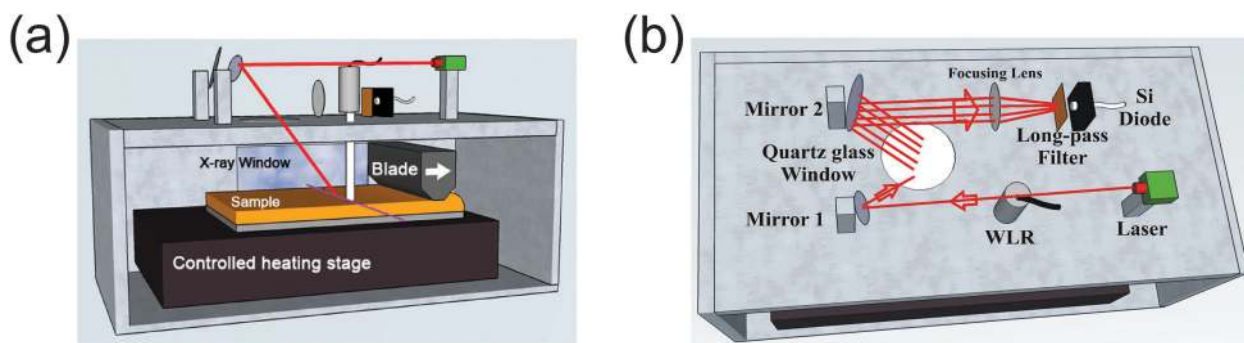 (a)
X-ray Window
Blade
Sample
Controlled heating stage
(b)
Focusing Lens
Mirror 2
Si
Diode
Long-pass
Filter
Quartz glass
Window
Mirror 1
WLR
Laser